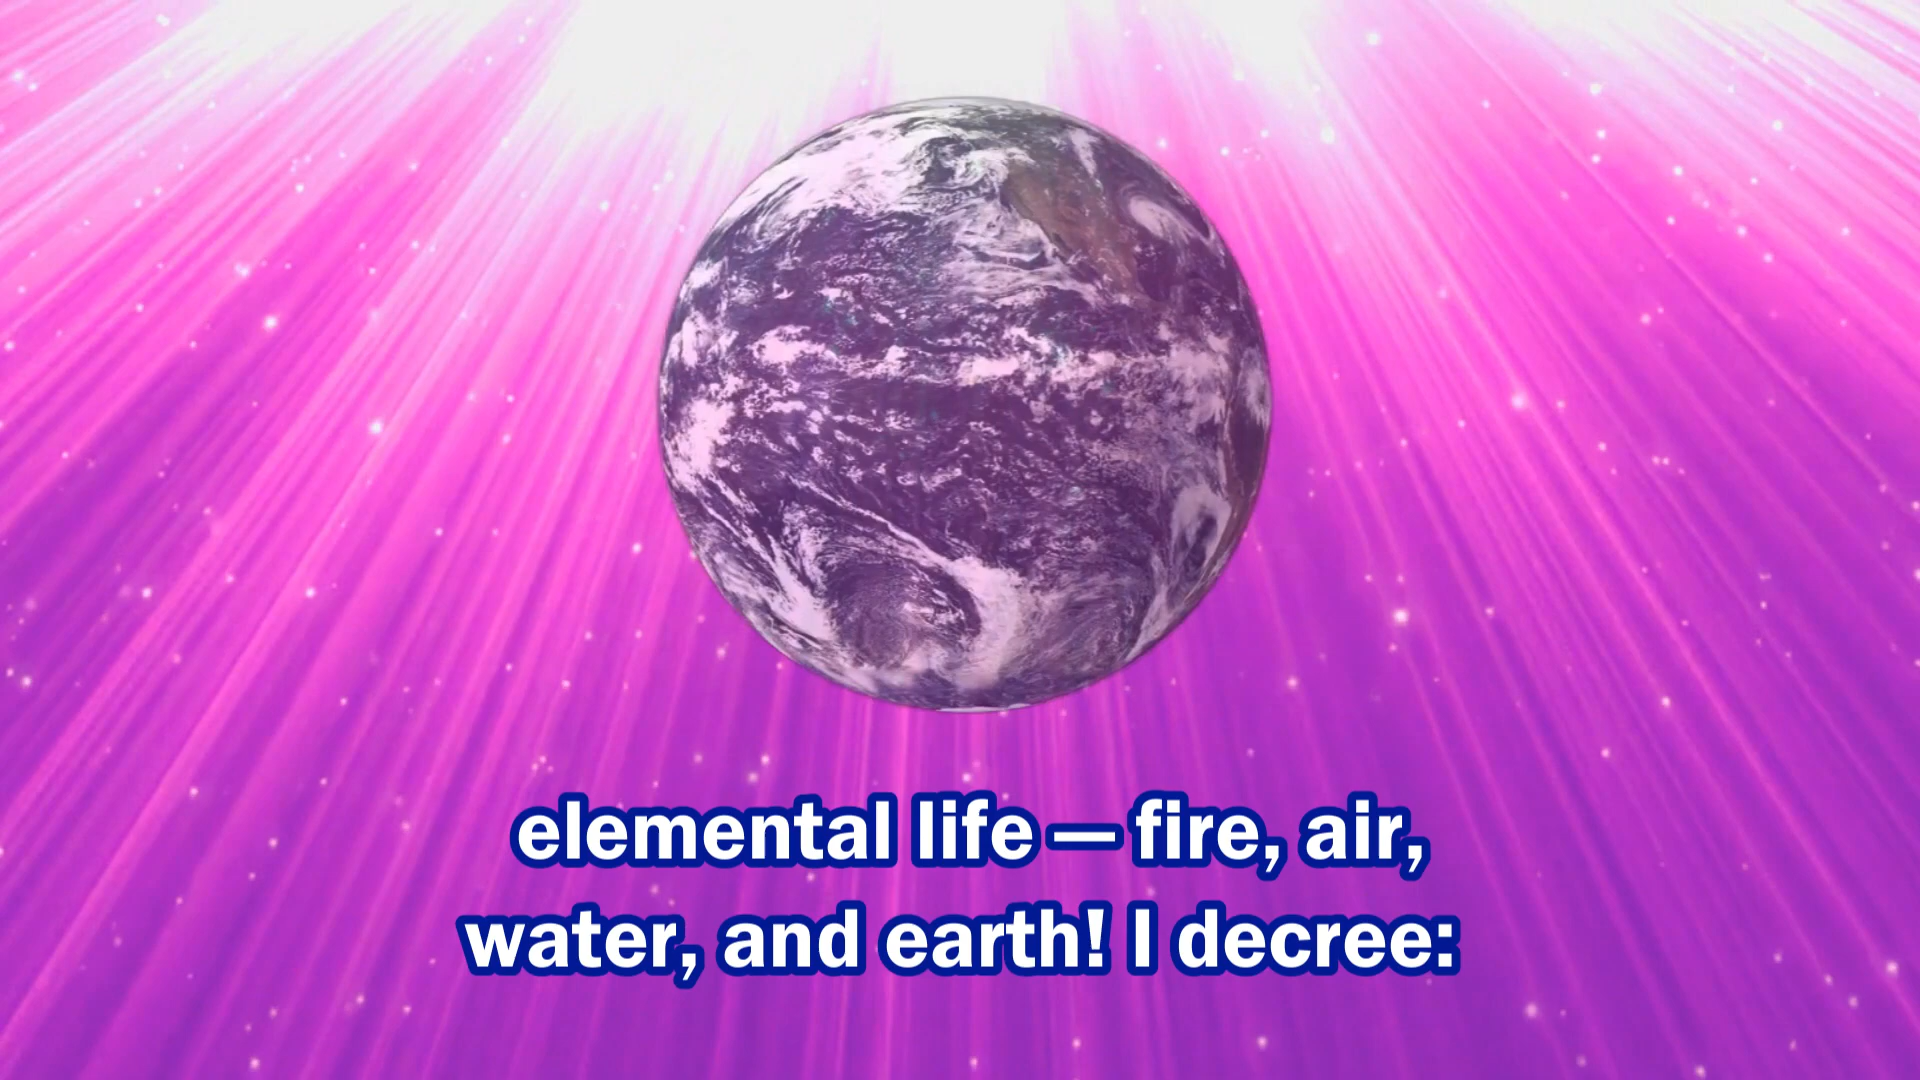 elemental life — fire, air,
water, and earth! I decree: